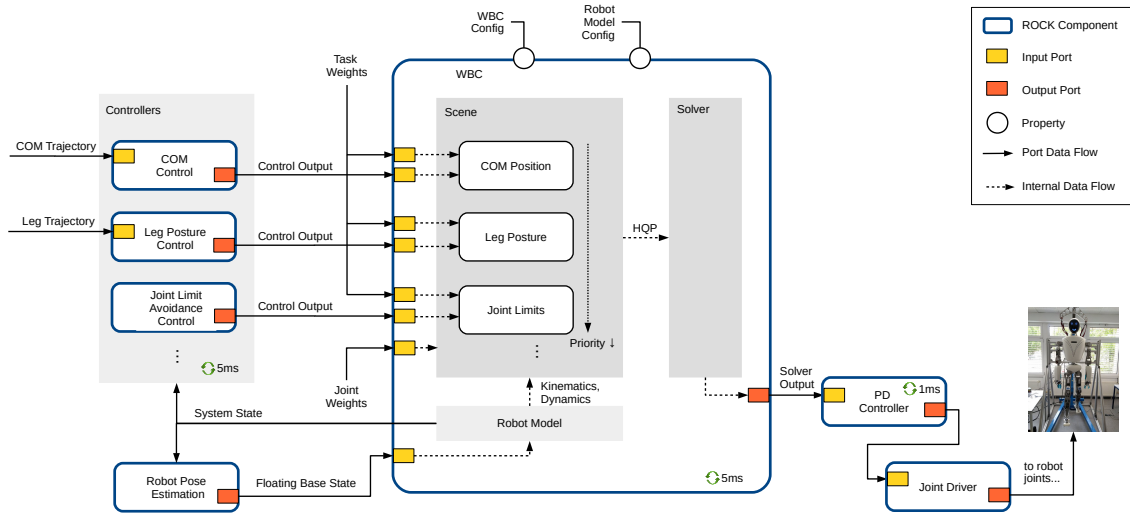 WBC
Config
Robot
Model
Config
ROCK Component
Input Port
Output Port
Property
Port Data Flow
Internal Data Flow
Task
Weights
WBC
Controllers
Scene
Solver
COM Trajectory
COM
Control
Control Output
COM Position
Leg Trajectory
Leg Posture
Control
Control Output
Leg Posture
HQP
Joint Limit
Avoidance
Control
Control Output
Joint Limits
⋮
5ms
⋮
Priority ↓
Joint
Weights
Kinematics,
Dynamics
Solver
Output
PD
Controller
1ms
System State
Robot Model
Robot Pose
Estimation
Floating Base State
5ms
Joint Driver
to robot
joints...